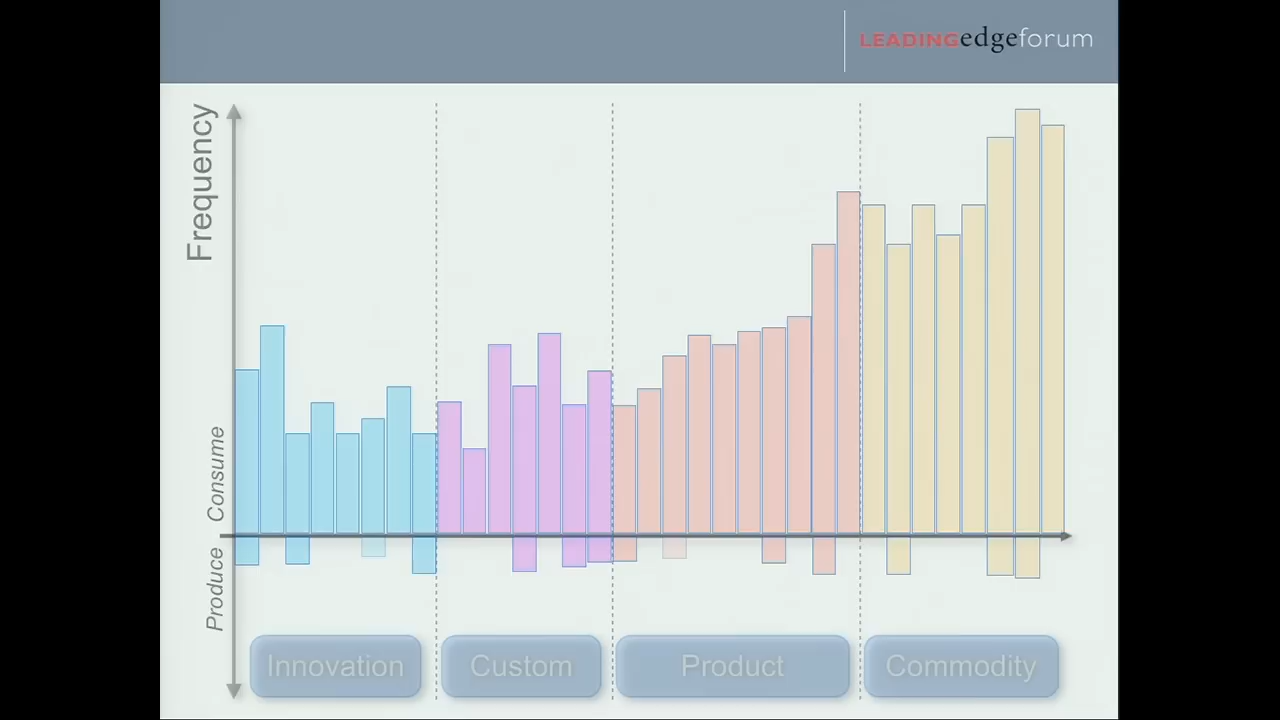 LEADINGedgeforum
Frequency
Consume
Produce
Innovation
Custom
Product
Commodity